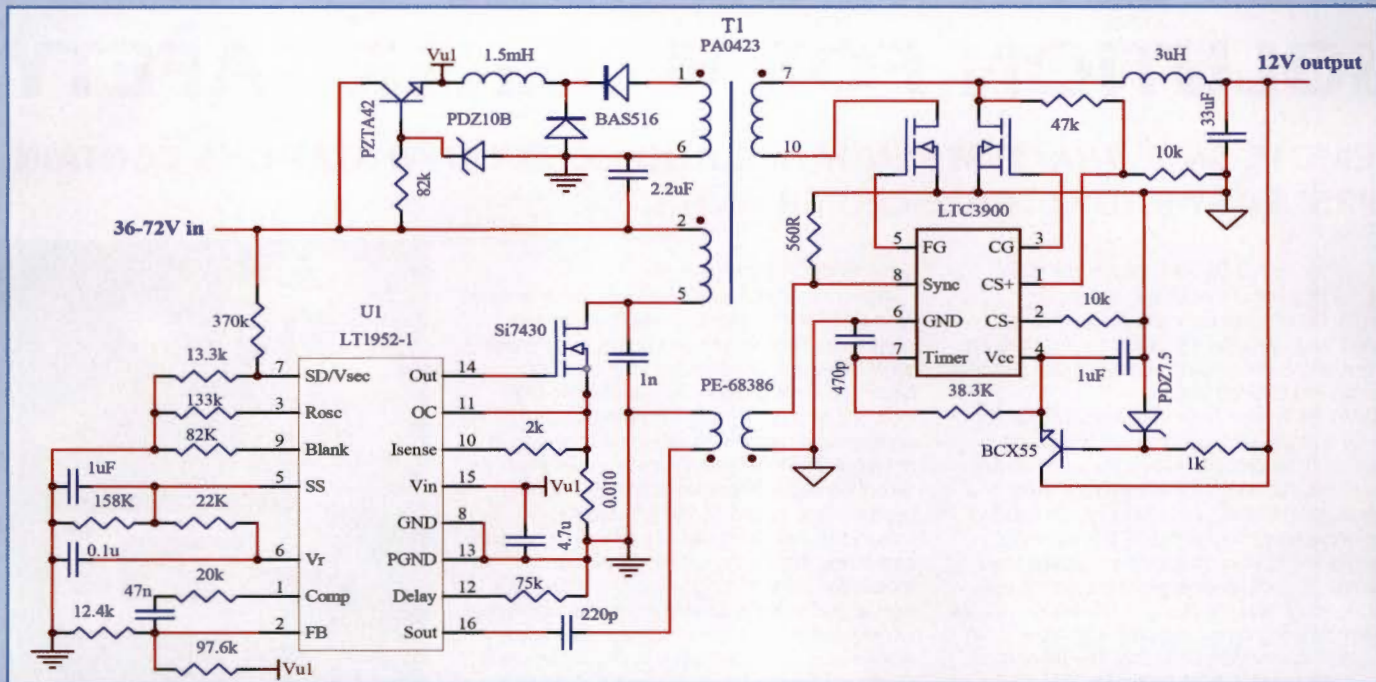 T1
PA0423
Vu1
1.5mH
1
7
3uH
12V output
PZTA42
PDZ10B
BAS516
47k
33uF
6
10
10k
82k
2.2uF
LTC3900
36-72V in
2
560R
5
FG
CG
3
5
8
Sync
CS+
1
10k
U1
LT1952-1
370k
Si7430
6
GND
CS-
2
13.3k
7
SD/Vsec
Out
14
1n
470p
7
Timer
Vcc
1uF
PDZ7.5
133k
3
Rosc
OC
11
PE-68386
38.3K
82K
9
Blank
Isense
10
2k
BCX55
1k
1uF
5
SS
Vin
15
Vu1
0.010
158K
22K
GND
8
4.7u
0.1u
6
Vr
PGND
13
47n
20k
1
Comp
Delay
12
75k
12.4k
2
FB
Sout
16
220p
97.6k
Vu1